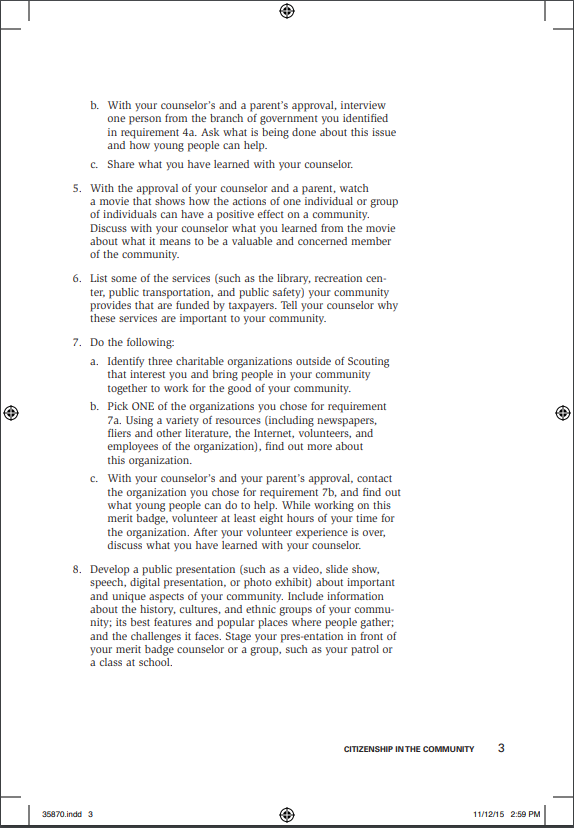 b. With your counselor's and a parent's approval, interview
one person from the branch of government you identified
in requirement 4a. Ask what is being done about this issue
and how young people can help.
c. Share what you have learned with your counselor.
5. With the approval of your counselor and a parent, watch
a movie that shows how the actions of one individual or group
of individuals can have a positive effect on a community.
Discuss with your counselor what you learned from the movie
about what it means to be a valuable and concerned member
of the community.
6. List some of the services (such as the library, recreation cen-
ter, public transportation, and public safety) your community
provides that are funded by taxpayers. Tell your counselor why
these services are important to your community.
7. Do the following:
a. Identify three charitable organizations outside of Scouting
that interest you and bring people in your community
together to work for the good of your community.
b. Pick ONE of the organizations you chose for requirement
7a. Using a variety of resources (including newspapers,
fliers and other literature, the Internet, volunteers, and
employees of the organization), find out more about
this organization.
c. With your counselor's and your parent's approval, contact
the organization you chose for requirement 7b, and find out
what young people can do to help. While working on this
merit badge, volunteer at least eight hours of your time for
the organization. After your volunteer experience is over,
discuss what you have learned with your counselor.
8. Develop a public presentation (such as a video, slide show,
speech, digital presentation, or photo exhibit) about important
and unique aspects of your community. Include information
about the history, cultures, and ethnic groups of your commu-
nity; its best features and popular places where people gather;
and the challenges it faces. Stage your pres-entation in front of
your merit badge counselor or a group, such as your patrol or
a class at school.
CITIZENSHIP IN THE COMMUNITY 3
35870.indd 3 11/12/15 2:59 PM